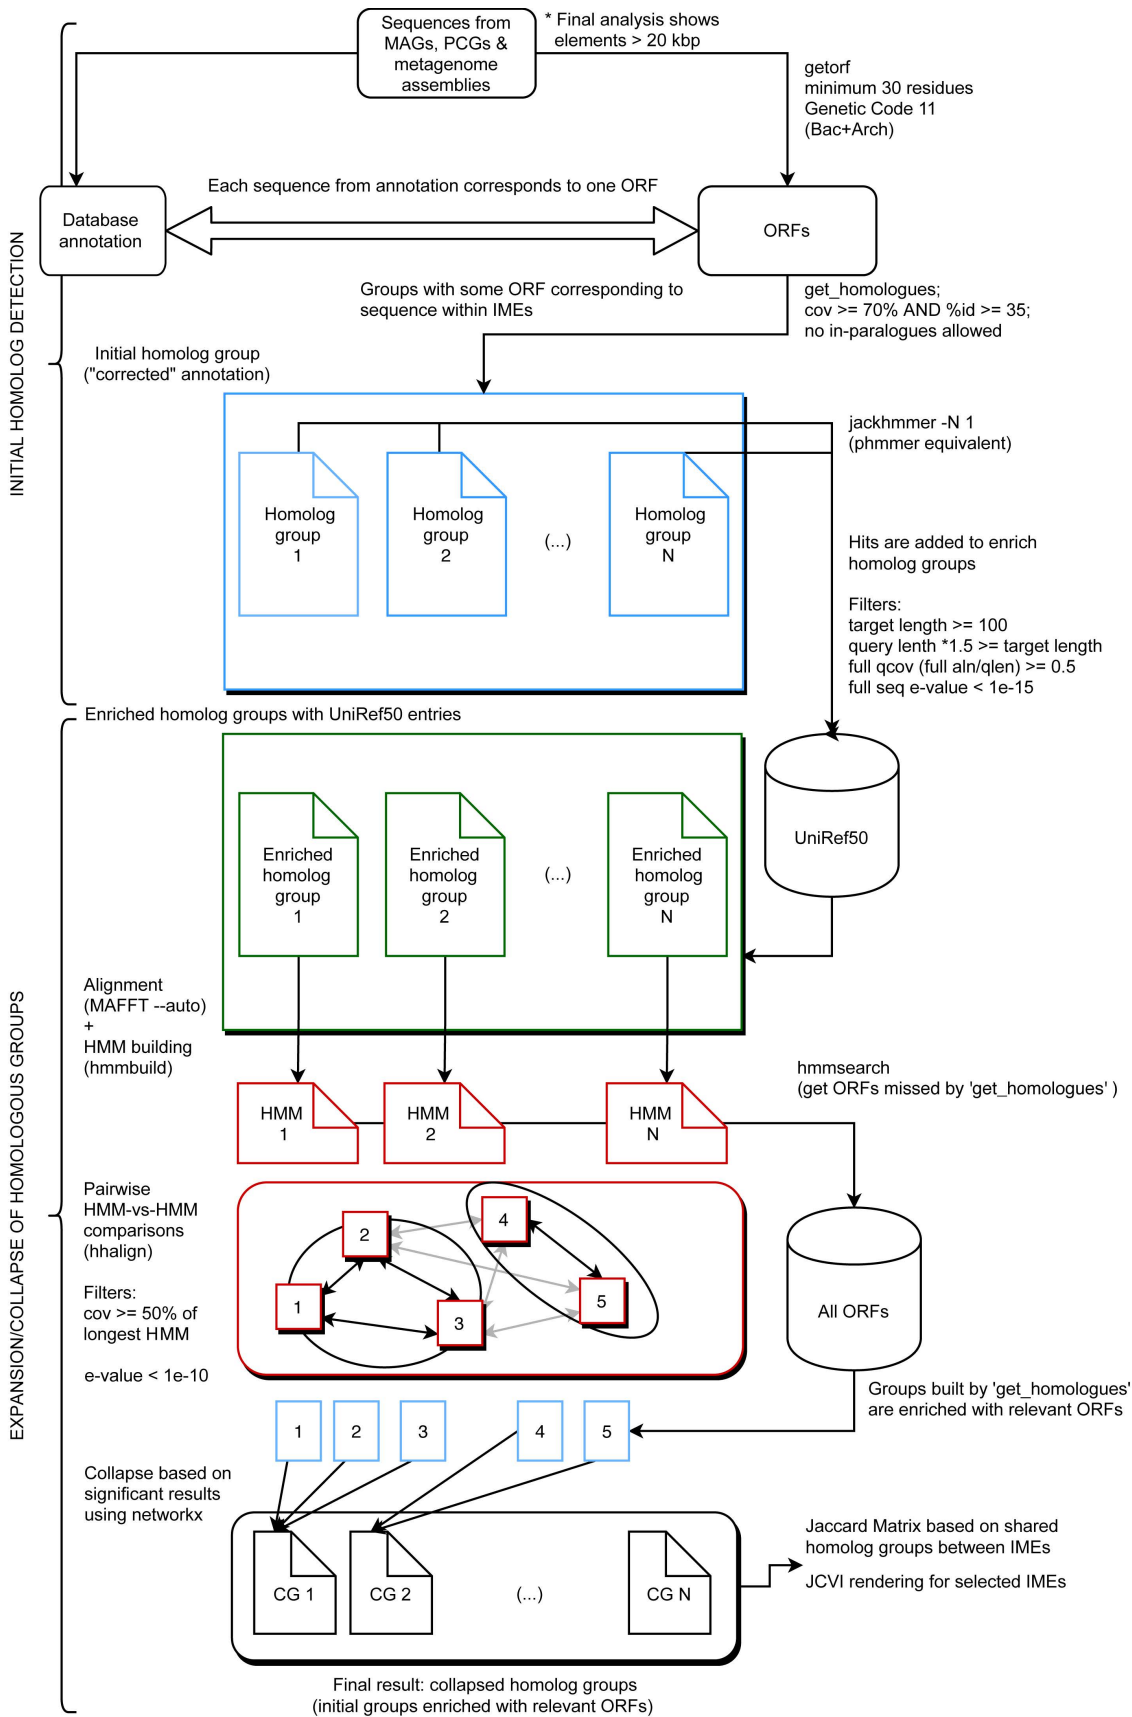 Sequences from
MAGs, PCGs &
metagenome
assemblies
* Final analysis shows
elements > 20 kbp
getorf
minimum 30 residues
Genetic Code 11
(Bac+Arch)
Each sequence from annotation corresponds to one ORF
Database
annotation
ORFs
INITIAL HOMOLOG DETECTION
Groups with some ORF corresponding to
sequence within IMEs
get_homologues;
cov >= 70% AND %id >= 35;
no in-paralogues allowed
Initial homolog group
("corrected" annotation)
jackhmmer -N 1
(phmmer equivalent)
Homolog
group
1
Homolog
group
2
(...)
Homolog
group
N
Hits are added to enrich
homolog groups
Filters:
target length >= 100
query lenth *1.5 >= target length
full qcov (full aln/qlen) >= 0.5
full seq e-value < 1e-15
Enriched homolog groups with UniRef50 entries
Enriched
homolog
group
1
Enriched
homolog
group
2
(...)
Enriched
homolog
group
N
UniRef50
EXPANSION/COLLAPSE OF HOMOLOGOUS GROUPS
Alignment
(MAFFT --auto)
+
HMM building
(hmmbuild)
hmmsearch
(get ORFs missed by 'get_homologues' )
HMM
1
HMM
2
HMM
N
Pairwise
HMM-vs-HMM
comparisons
(hhalign)
Filters:
cov >= 50% of
longest HMM
e-value < 1e-10
1
2
3
4
5
All ORFs
Groups built by 'get_homologues'
are enriched with relevant ORFs
1
2
3
4
5
Collapse based on
significant results
using networkx
CG 1
CG 2
(...)
CG N
Jaccard Matrix based on shared
homolog groups between IMEs
JCVI rendering for selected IMEs
Final result: collapsed homolog groups
(initial groups enriched with relevant ORFs)